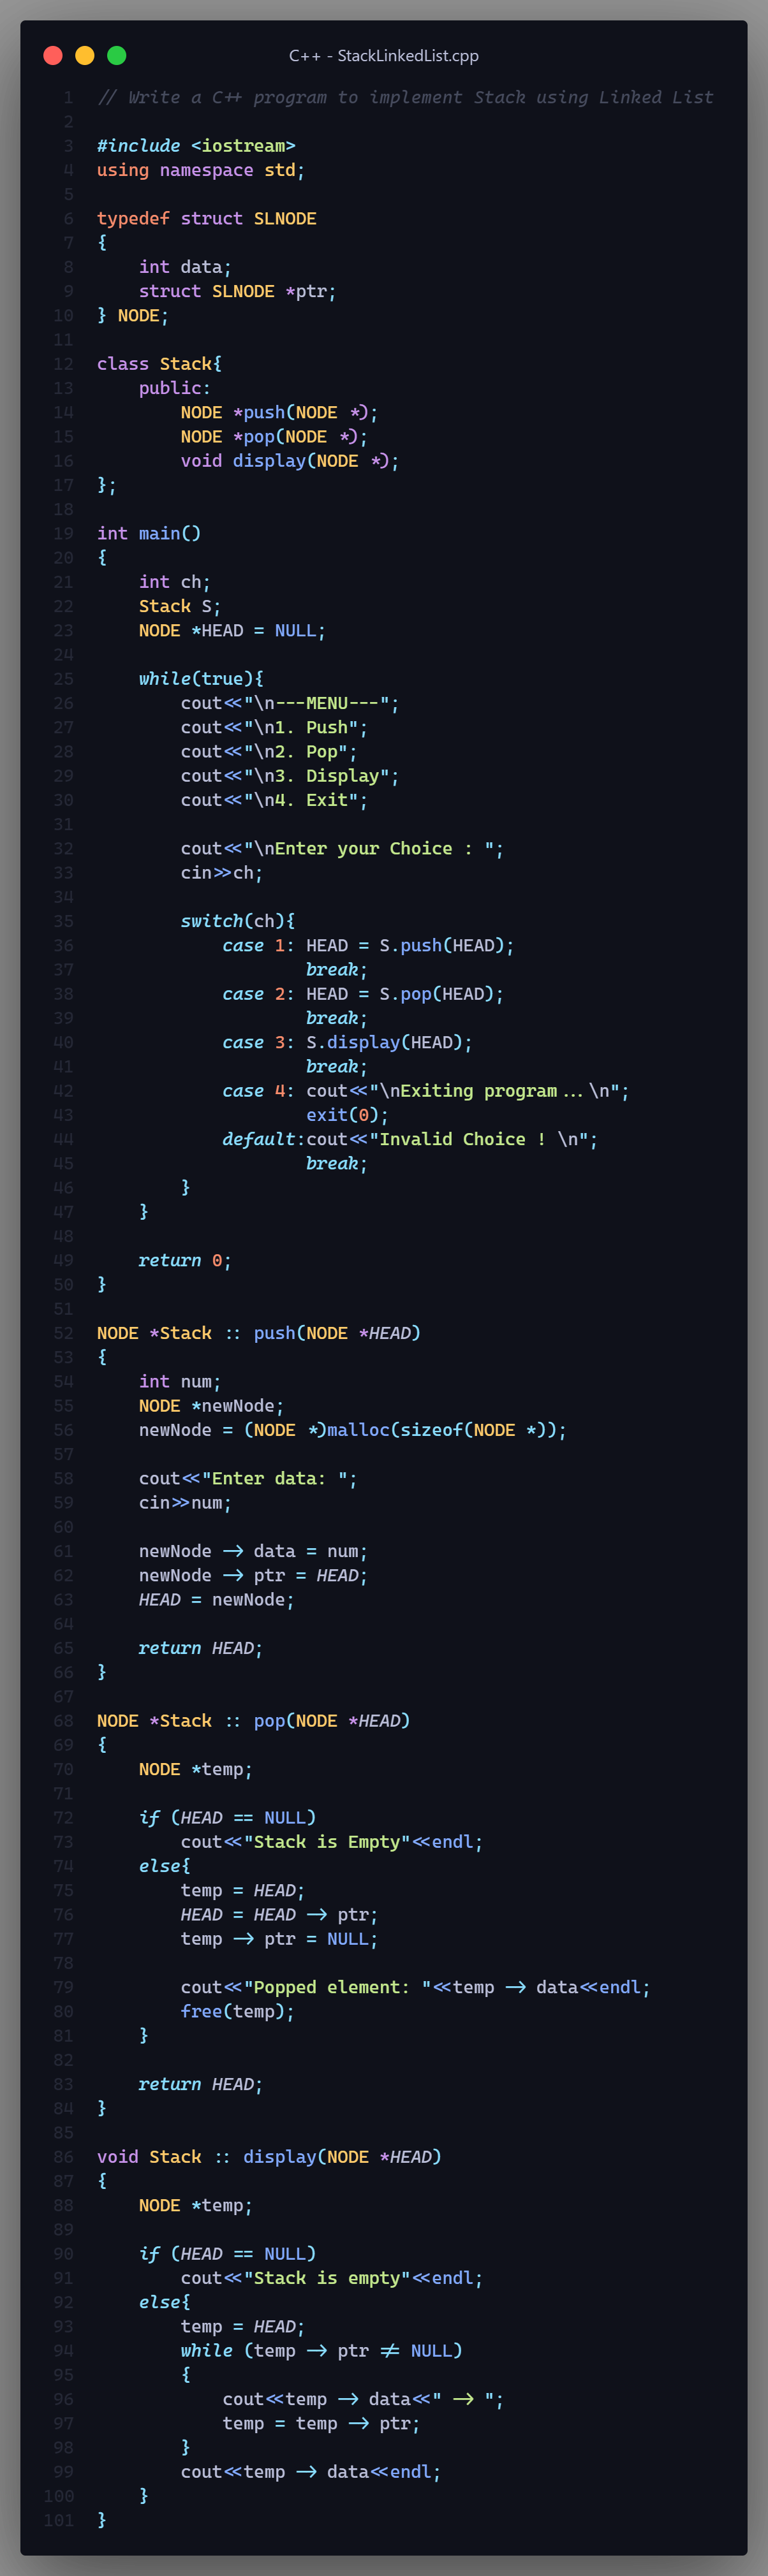 C++ - StackLinkedList.cpp
1 // Write a C++ program to implement Stack using Linked List
2
3 #include <iostream>
4 using namespace std;
5
6 typedef struct SLNODE
7 {
8     int data;
9     struct SLNODE *ptr;
10 } NODE;
11
12 class Stack{
13     public:
14         NODE *push(NODE *);
15         NODE *pop(NODE *);
16         void display(NODE *);
17 };
18
19 int main()
20 {
21     int ch;
22     Stack S;
23     NODE *HEAD = NULL;
24
25     while(true){
26         cout<<"\n---MENU---";
27         cout<<"\n1. Push";
28         cout<<"\n2. Pop";
29         cout<<"\n3. Display";
30         cout<<"\n4. Exit";
31
32         cout<<"\nEnter your Choice : ";
33         cin>>ch;
34
35         switch(ch){
36             case 1: HEAD = S.push(HEAD);
37                     break;
38             case 2: HEAD = S.pop(HEAD);
39                     break;
40             case 3: S.display(HEAD);
41                     break;
42             case 4: cout<<"\nExiting program...\n";
43                     exit(0);
44             default:cout<<"Invalid Choice ! \n";
45                     break;
46         }
47     }
48
49     return 0;
50 }
51
52 NODE *Stack :: push(NODE *HEAD)
53 {
54     int num;
55     NODE *newNode;
56     newNode = (NODE *)malloc(sizeof(NODE *));
57
58     cout<<"Enter data: ";
59     cin>>num;
60
61     newNode -> data = num;
62     newNode -> ptr = HEAD;
63     HEAD = newNode;
64
65     return HEAD;
66 }
67
68 NODE *Stack :: pop(NODE *HEAD)
69 {
70     NODE *temp;
71
72     if (HEAD == NULL)
73         cout<<"Stack is Empty"<<endl;
74     else{
75         temp = HEAD;
76         HEAD = HEAD -> ptr;
77         temp -> ptr = NULL;
78
79         cout<<"Popped element: "<<temp -> data<<endl;
80         free(temp);
81     }
82
83     return HEAD;
84 }
85
86 void Stack :: display(NODE *HEAD)
87 {
88     NODE *temp;
89
90     if (HEAD == NULL)
91         cout<<"Stack is empty"<<endl;
92     else{
93         temp = HEAD;
94         while (temp -> ptr != NULL)
95         {
96             cout<<temp -> data<<" -> ";
97             temp = temp -> ptr;
98         }
99         cout<<temp -> data<<endl;
100     }
101 }